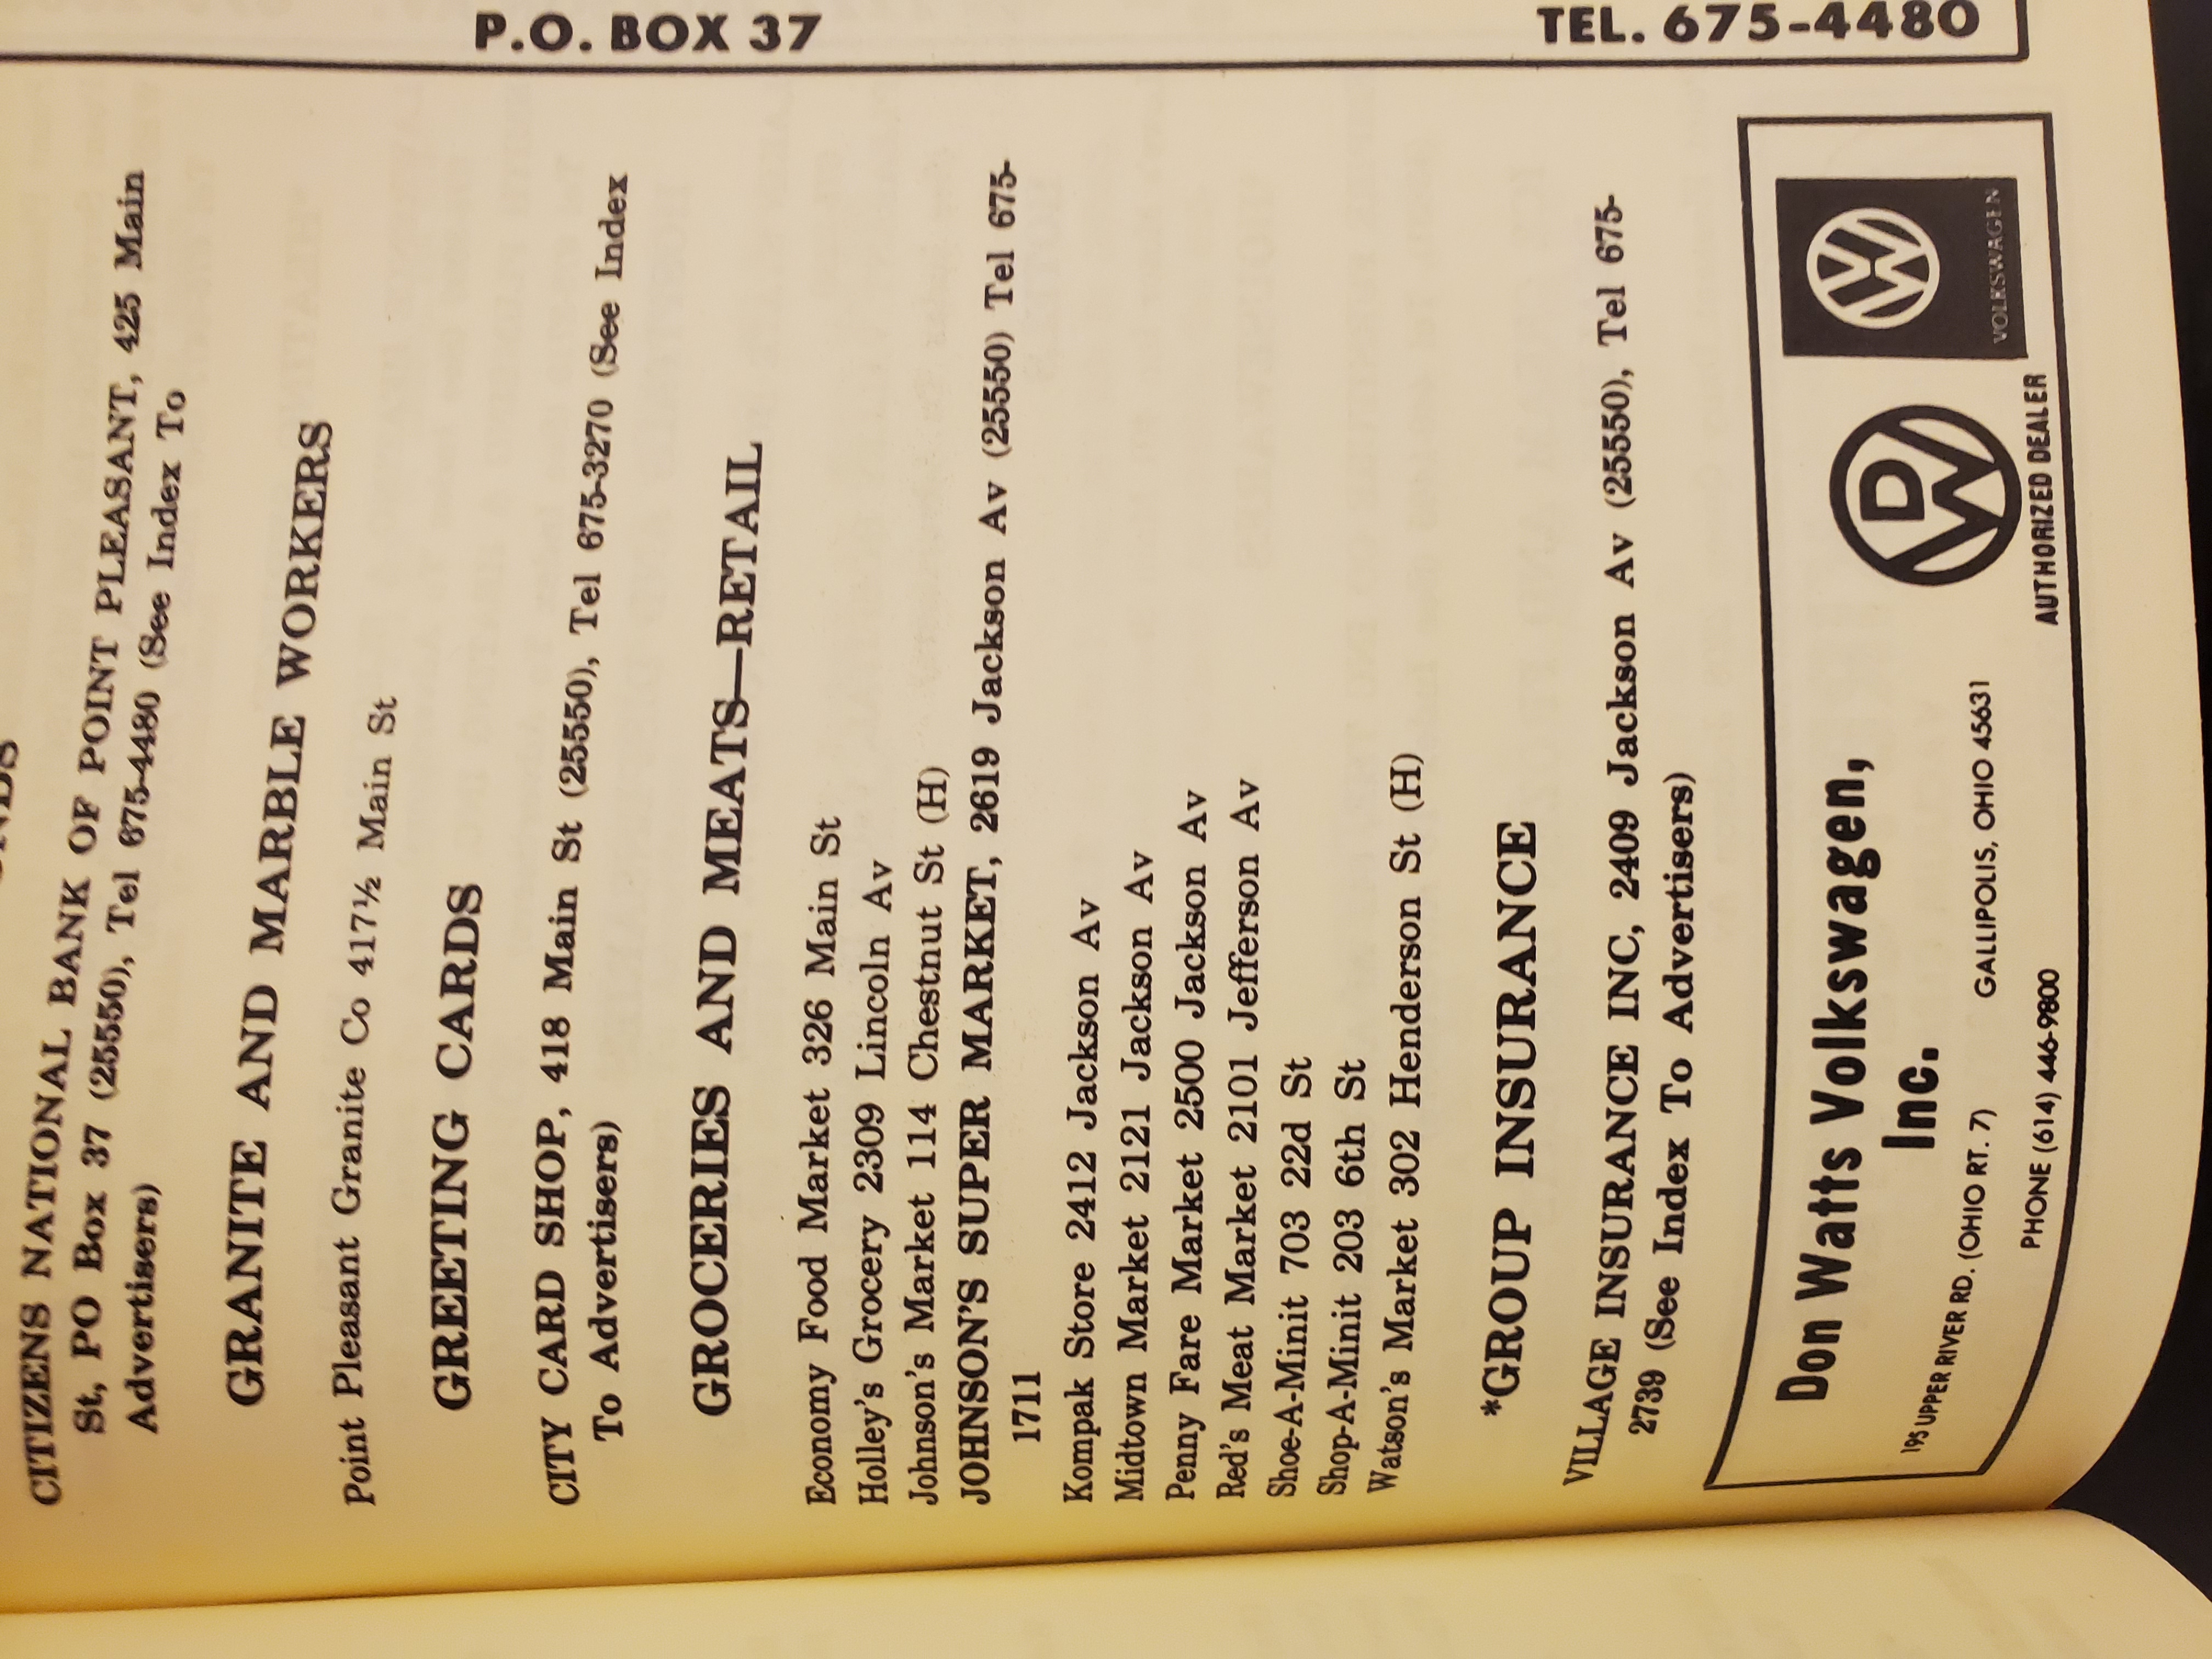 P.O. BOX 37
TEL. 675-4480
CITIZENS NATIONAL BANK OF POINT PLEASANT, 425 Main
St, PO Box 37 (25550), Tel 675-4480 (See Index To
Advertisers)
GRANITE AND MARBLE WORKERS
Point Pleasant Granite Co 417½ Main St
GREETING CARDS
CITY CARD SHOP, 418 Main St (25550), Tel 675-3270 (See Index
To Advertisers)
GROCERIES AND MEATS—RETAIL
Economy Food Market 326 Main St
Holley's Grocery 2309 Lincoln Av
Johnson's Market 114 Chestnut St (H)
JOHNSON'S SUPER MARKET, 2619 Jackson Av (25550) Tel 675-
1711
Kompak Store 2412 Jackson Av
Midtown Market 2121 Jackson Av
Penny Fare Market 2500 Jackson Av
Red's Meat Market 2101 Jefferson Av
Shoe-A-Minit 703 22d St
Shop-A-Minit 203 6th St
Watson's Market 302 Henderson St (H)
*GROUP INSURANCE
VILLAGE INSURANCE INC, 2409 Jackson Av (25550), Tel 675-
2739 (See Index To Advertisers)
Don Watts Volkswagen,
Inc.
195 UPPER RIVER RD. (OHIO RT. 7) GALLIPOLIS, OHIO 45631
PHONE (614) 446-9800
DW
AUTHORIZED DEALER
VW
VOLKSWAGEN